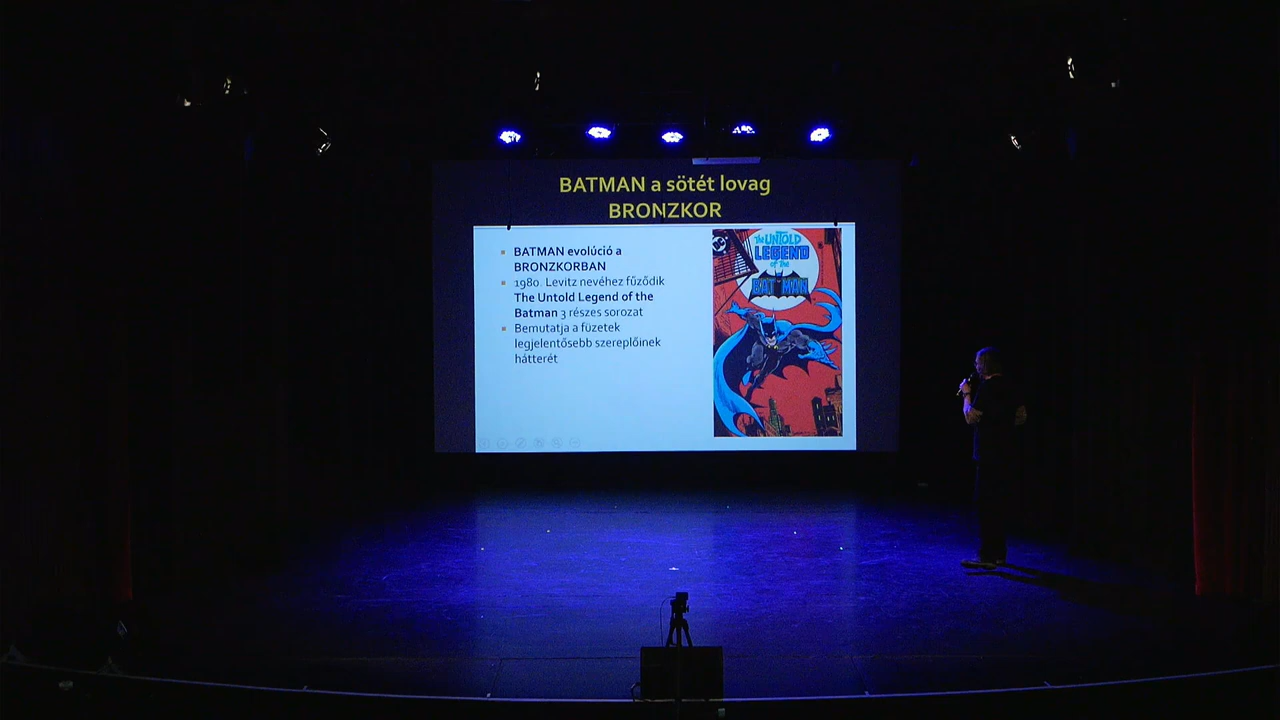 BATMAN a sötét lovag
BRONZKOR
BATMAN evolúció a
BRONZKORBAN
1980. Levitz nevéhez fűződik
The Untold Legend of the
Batman 3 részes sorozat
Bemutatja a füzetek
legjelentősebb szereplőinek
hátterét
DC
The UNTOLD
LEGEND
of the
BATMAN